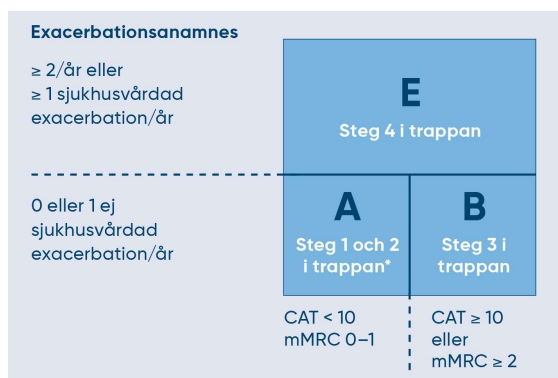 Exacerbationsanamnes
≥ 2/år eller
≥ 1 sjukhusvårdad
exacerbation/år
E
Steg 4 i trappan
0 eller 1 ej
sjukhusvårdad
exacerbation/år
A
Steg 1 och 2
i trappan*
B
Steg 3 i
trappan
CAT < 10
mMRC 0–1
CAT ≥ 10
eller
mMRC ≥ 2